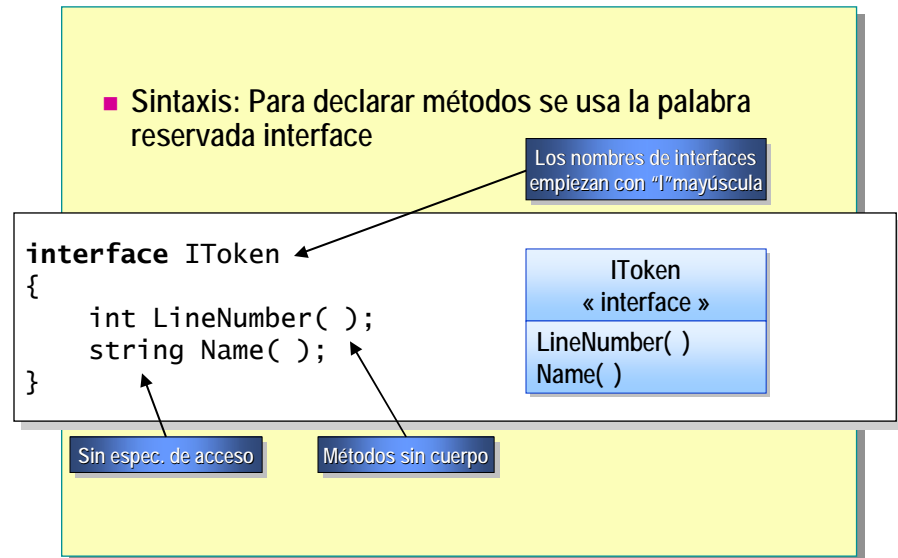 Sintaxis: Para declarar métodos se usa la palabra
reservada interface
Los nombres de interfaces
empiezan con "I"mayúscula
interface IToken
{
    int LineNumber( );
    string Name( );
}
IToken
« interface »
LineNumber( )
Name( )
Sin espec. de acceso
Métodos sin cuerpo